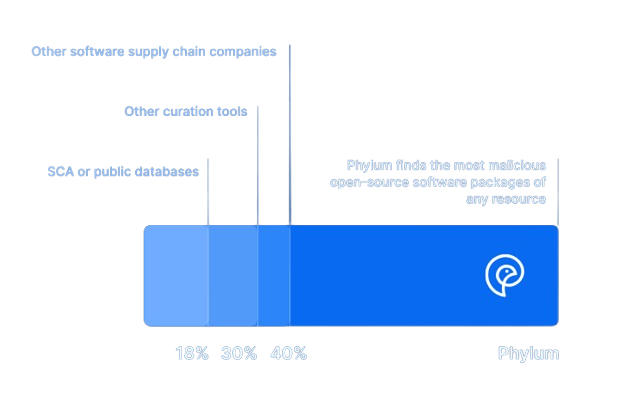 Other software supply chain companies
Other curation tools
SCA or public databases
Phylum finds the most malicious
open-source software packages of
any resource
18% 30% 40% Phylum